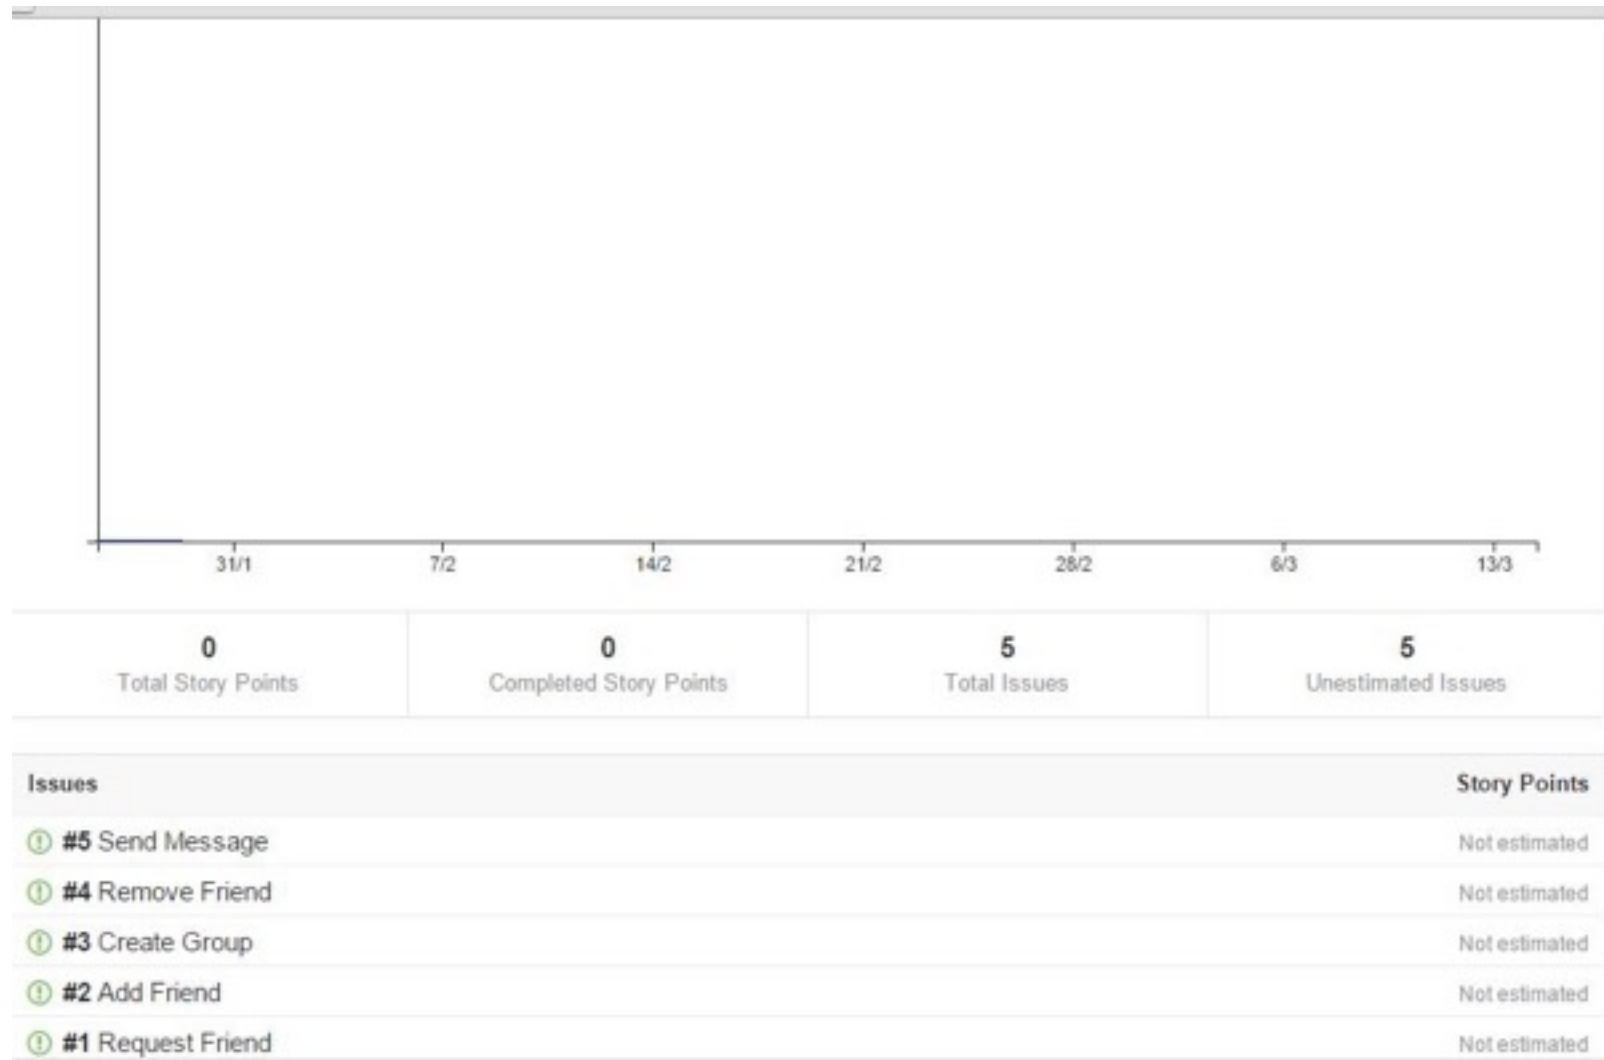 31/1 7/2 14/2 21/2 28/2 6/3 13/3
0 0 5 5
Total Story Points Completed Story Points Total Issues Unestimated Issues
Issues Story Points
#5 Send Message Not estimated
#4 Remove Friend Not estimated
#3 Create Group Not estimated
#2 Add Friend Not estimated
#1 Request Friend Not estimated